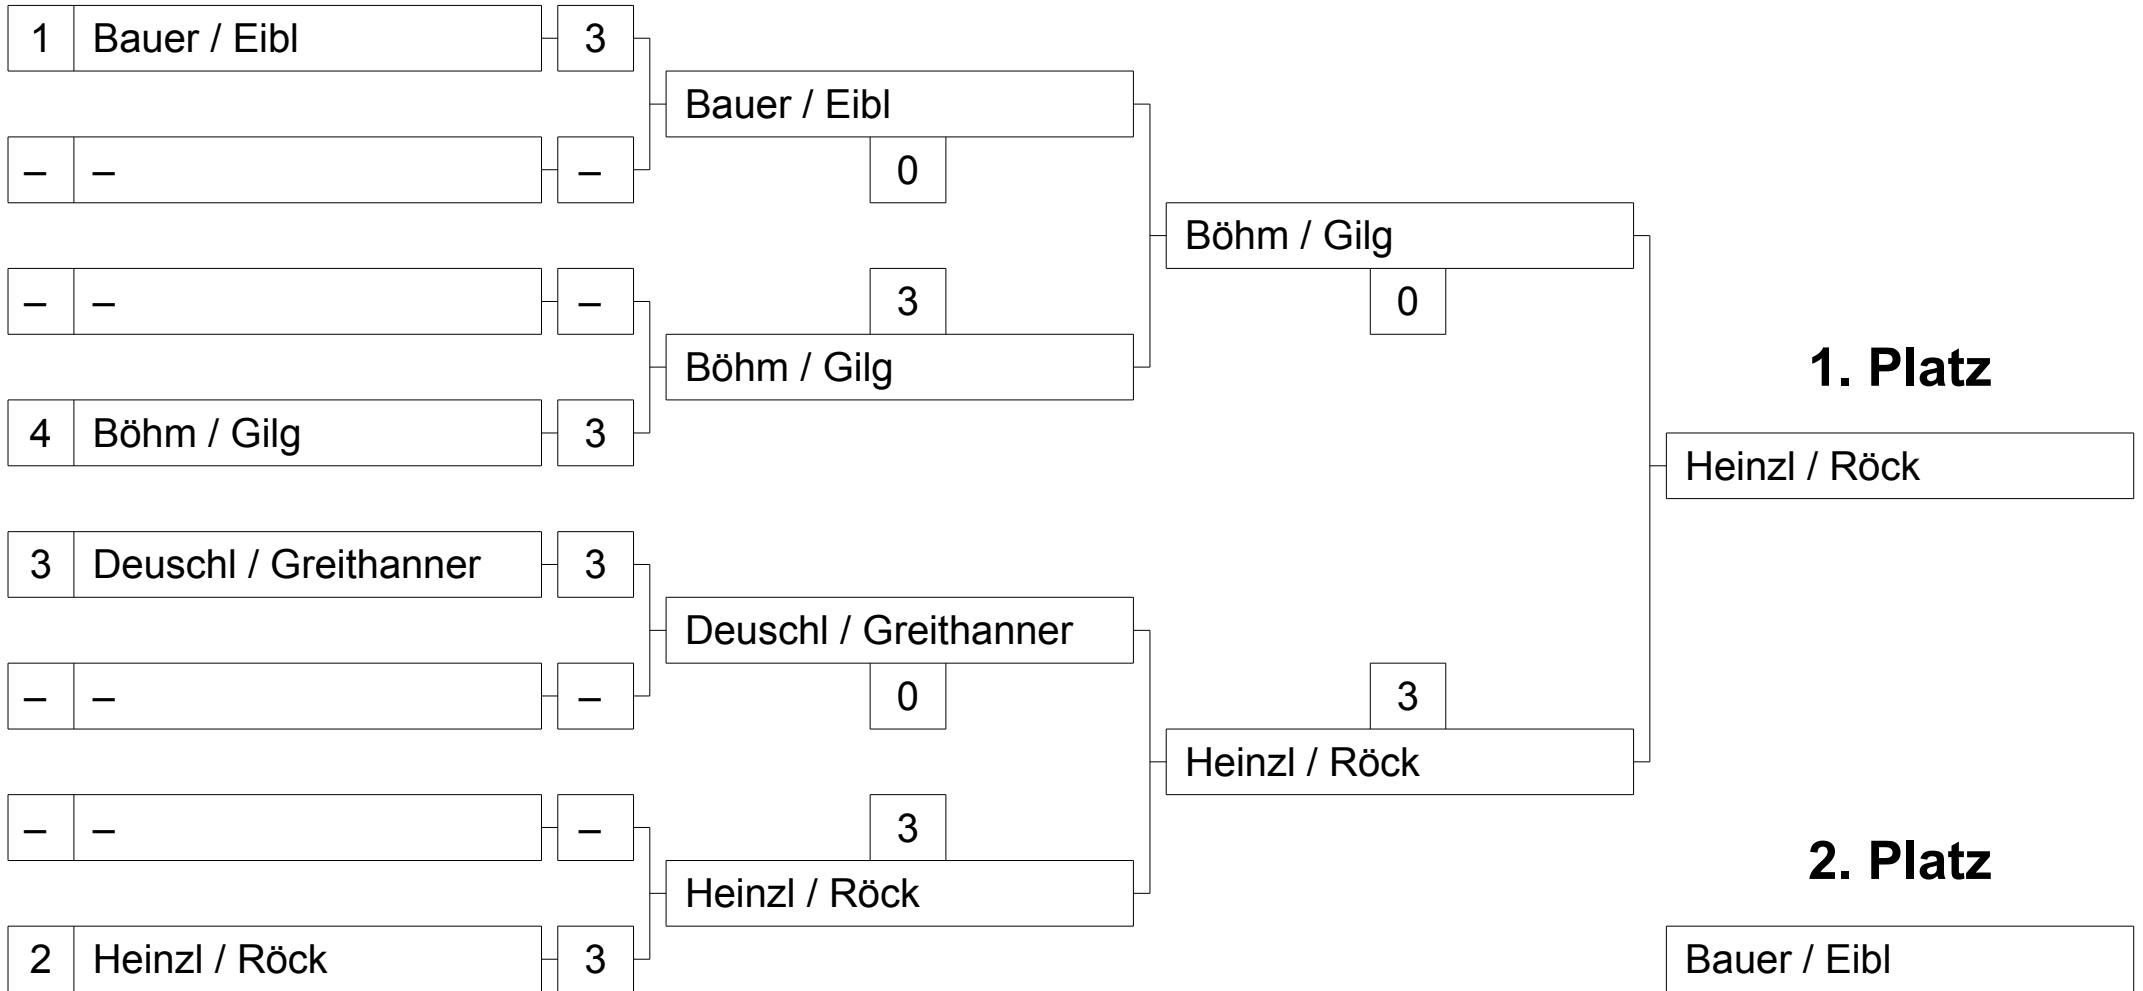 1 Bauer / Eibl 3
Bauer / Eibl
– – –
0
Böhm / Gilg
– – –
3
0
Böhm / Gilg
1. Platz
4 Böhm / Gilg 3
Heinzl / Röck
3 Deuschl / Greithanner 3
Deuschl / Greithanner
– – –
0
3
Heinzl / Röck
– – –
3
2. Platz
Heinzl / Röck
2 Heinzl / Röck 3
Bauer / Eibl